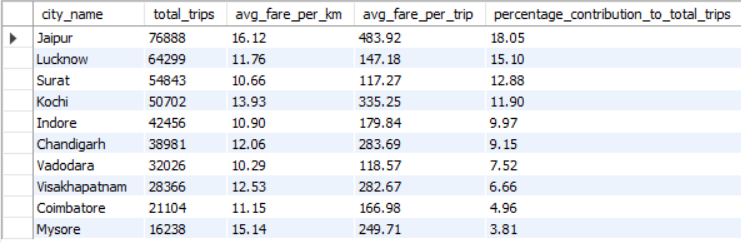 city_name total_trips avg_fare_per_km avg_fare_per_trip percentage_contribution_to_total_trips
Jaipur 76888 16.12 483.92 18.05
Lucknow 64299 11.76 147.18 15.10
Surat 54843 10.66 117.27 12.88
Kochi 50702 13.93 335.25 11.90
Indore 42456 10.90 179.84 9.97
Chandigarh 38981 12.06 283.69 9.15
Vadodara 32026 10.29 118.57 7.52
Visakhapatnam 28366 12.53 282.67 6.66
Coimbatore 21104 11.15 166.98 4.96
Mysore 16238 15.14 249.71 3.81